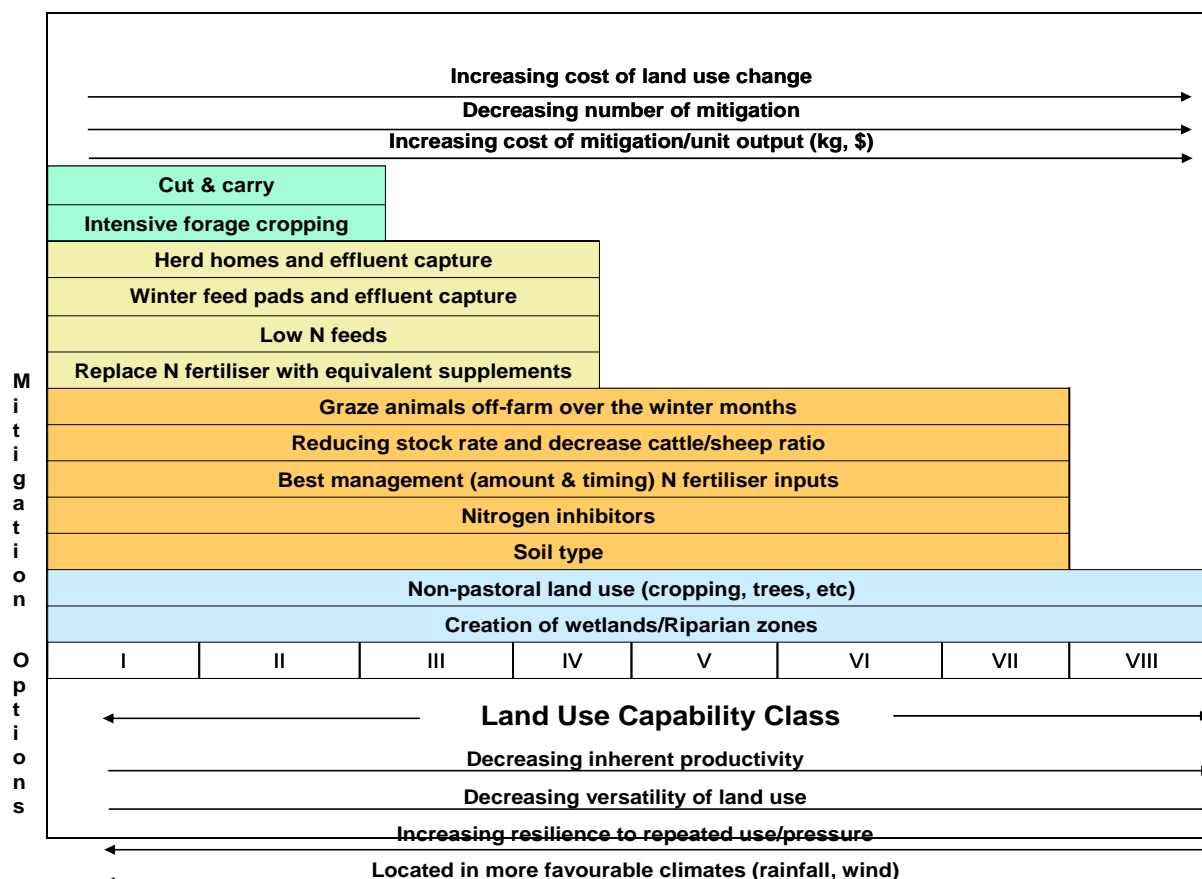 Increasing cost of land use change
Decreasing number of mitigation
Increasing cost of mitigation/unit output (kg, $)
Cut & carry
Intensive forage cropping
Herd homes and effluent capture
Winter feed pads and effluent capture
Low N feeds
Replace N fertiliser with equivalent supplements
Graze animals off-farm over the winter months
Reducing stock rate and decrease cattle/sheep ratio
Best management (amount & timing) N fertiliser inputs
Nitrogen inhibitors
Soil type
Non-pastoral land use (cropping, trees, etc)
Creation of wetlands/Riparian zones
Mitigation Options
I II III IV V VI VII VIII
Land Use Capability Class
Decreasing inherent productivity
Decreasing versatility of land use
Increasing resilience to repeated use/pressure
Located in more favourable climates (rainfall, wind)